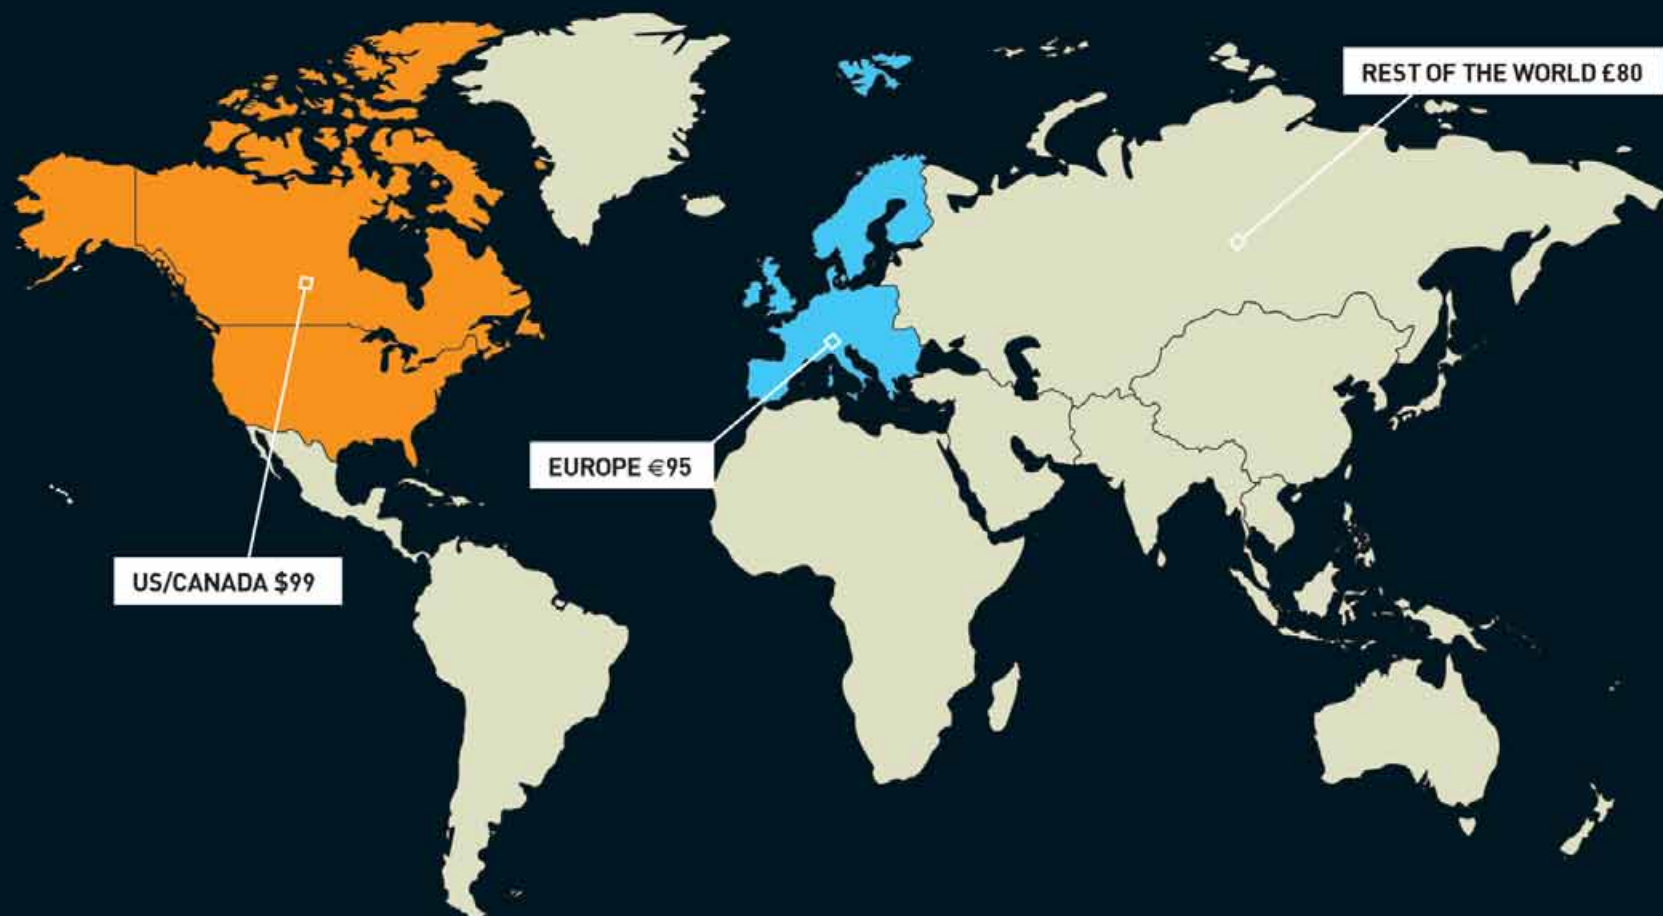 REST OF THE WORLD £80
EUROPE €95
US/CANADA $99